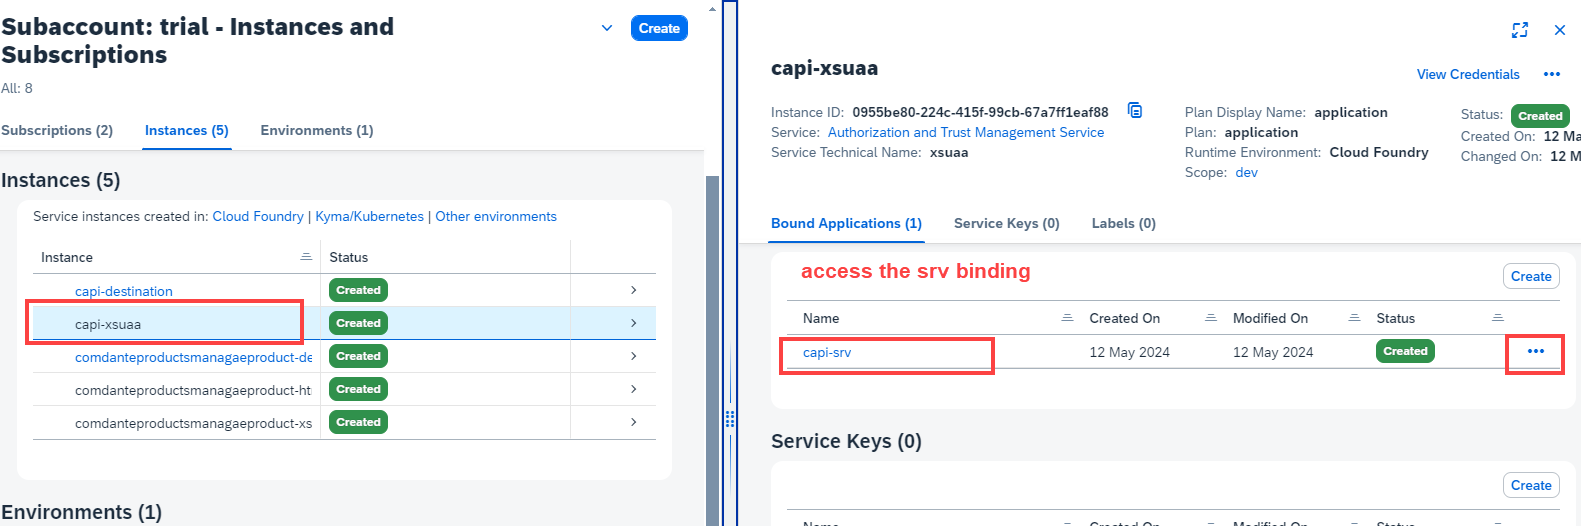 Subaccount: trial - Instances and
Subscriptions
Create
All: 8
Subscriptions (2)
Instances (5)
Environments (1)
Instances (5)
Service instances created in: Cloud Foundry | Kyma/Kubernetes | Other environments
Instance
Status
capi-destination
Created
capi-xsuaa
Created
comdanteproductsmanagaeproduct-de
Created
comdanteproductsmanagaeproduct-ht
Created
comdanteproductsmanagaeproduct-xs
Created
Environments (1)
capi-xsuaa
View Credentials
Instance ID: 0955be80-224c-415f-99cb-67a7ff1eaf88
Service: Authorization and Trust Management Service
Service Technical Name: xsuaa
Plan Display Name: application
Plan: application
Runtime Environment: Cloud Foundry
Scope: dev
Status: Created
Created On: 12 Ma
Changed On: 12 M
Bound Applications (1)
Service Keys (0)
Labels (0)
access the srv binding
Create
Name
Created On
Modified On
Status
capi-srv
12 May 2024
12 May 2024
Created
Service Keys (0)
Create
Name
Created On
Modified On
Status